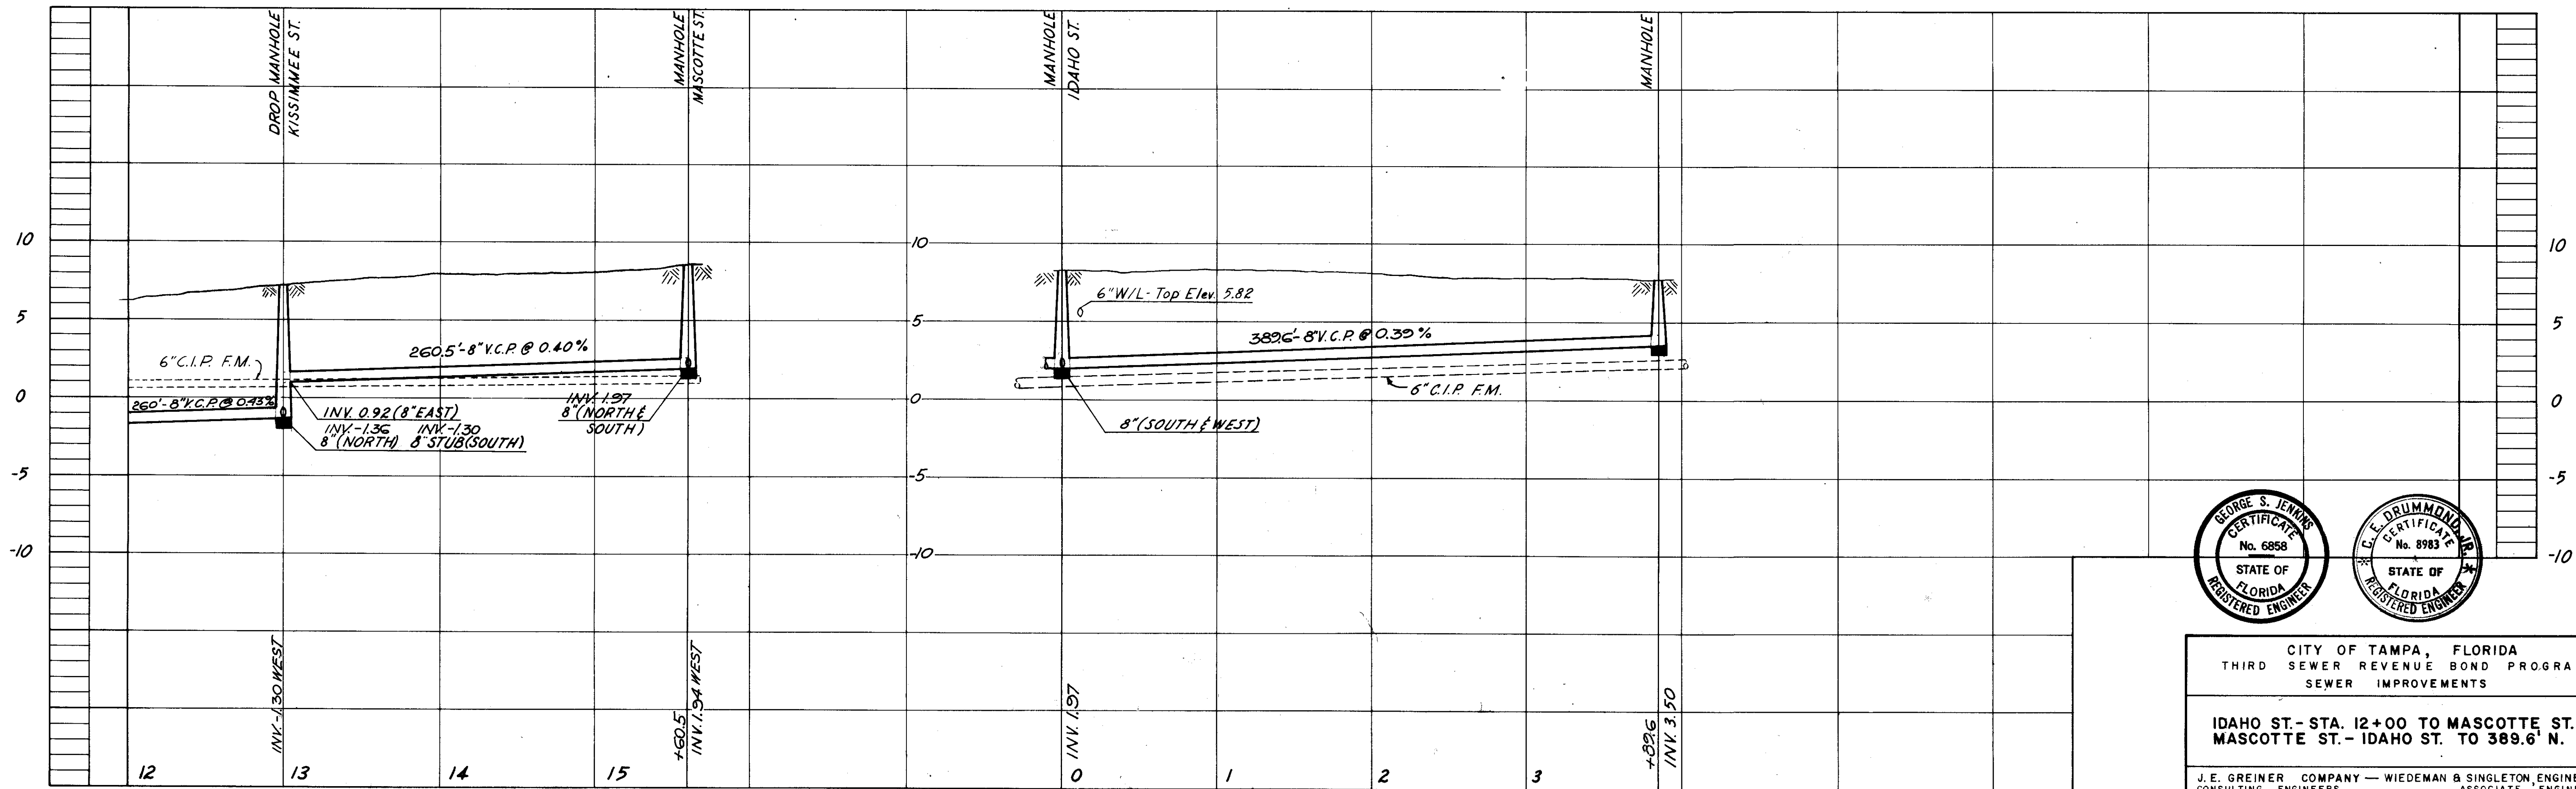 DROP MANHOLE
KISSIMMEE ST.
MANHOLE
MASCOTTE ST.
MANHOLE
IDAHO ST.
MANHOLE
10
10
10
6" W/L - Top Elev. 5.82
5
5
5
260.5'-8" V.C.P. @ 0.40%
389.6'-8" V.C.P. @ 0.39%
6" C.I.P. F.M.
6" C.I.P. F.M.
0
0
0
260'-8" V.C.P. @ 0.43%
INV. 0.92 (8" EAST)
INV. -1.36 INV. -1.30
8" (NORTH) 8" STUB (SOUTH)
INV. 1.97
8" (NORTH &
SOUTH)
8" (SOUTH & WEST)
-5
-5
-5
-10
-10
-10
GEORGE S. JENKINS
CERTIFICATE
No. 6858
STATE OF
FLORIDA
REGISTERED ENGINEER
C. E. DRUMMOND, JR.
CERTIFICATE
No. 8983
STATE OF
FLORIDA
REGISTERED ENGINEER
INV. -1.30 WEST
+60.5
INV. 1.94 WEST
INV. 1.97
+89.6
INV. 3.50
12
13
14
15
0
1
2
3
CITY OF TAMPA, FLORIDA
THIRD SEWER REVENUE BOND PROGRA
SEWER IMPROVEMENTS
IDAHO ST.- STA. 12+00 TO MASCOTTE ST.
MASCOTTE ST.- IDAHO ST. TO 389.6' N.
J. E. GREINER COMPANY — WIEDEMAN & SINGLETON, ENGINE
CONSULTING ENGINEERS ASSOCIATE ENGIN